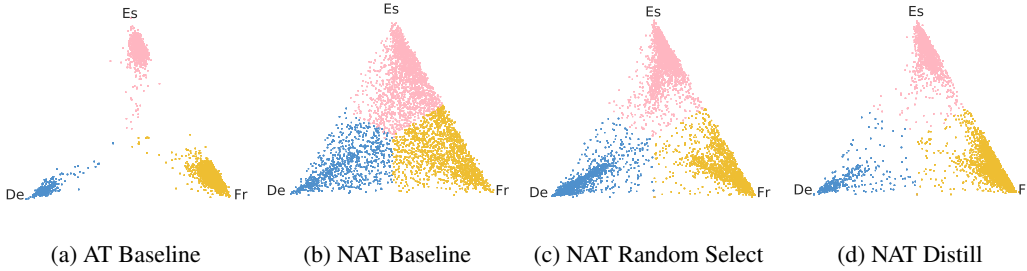 Es
De
Fr
(a) AT Baseline
Es
De
Fr
(b) NAT Baseline
Es
De
Fr
(c) NAT Random Select
Es
De
F
(d) NAT Distill